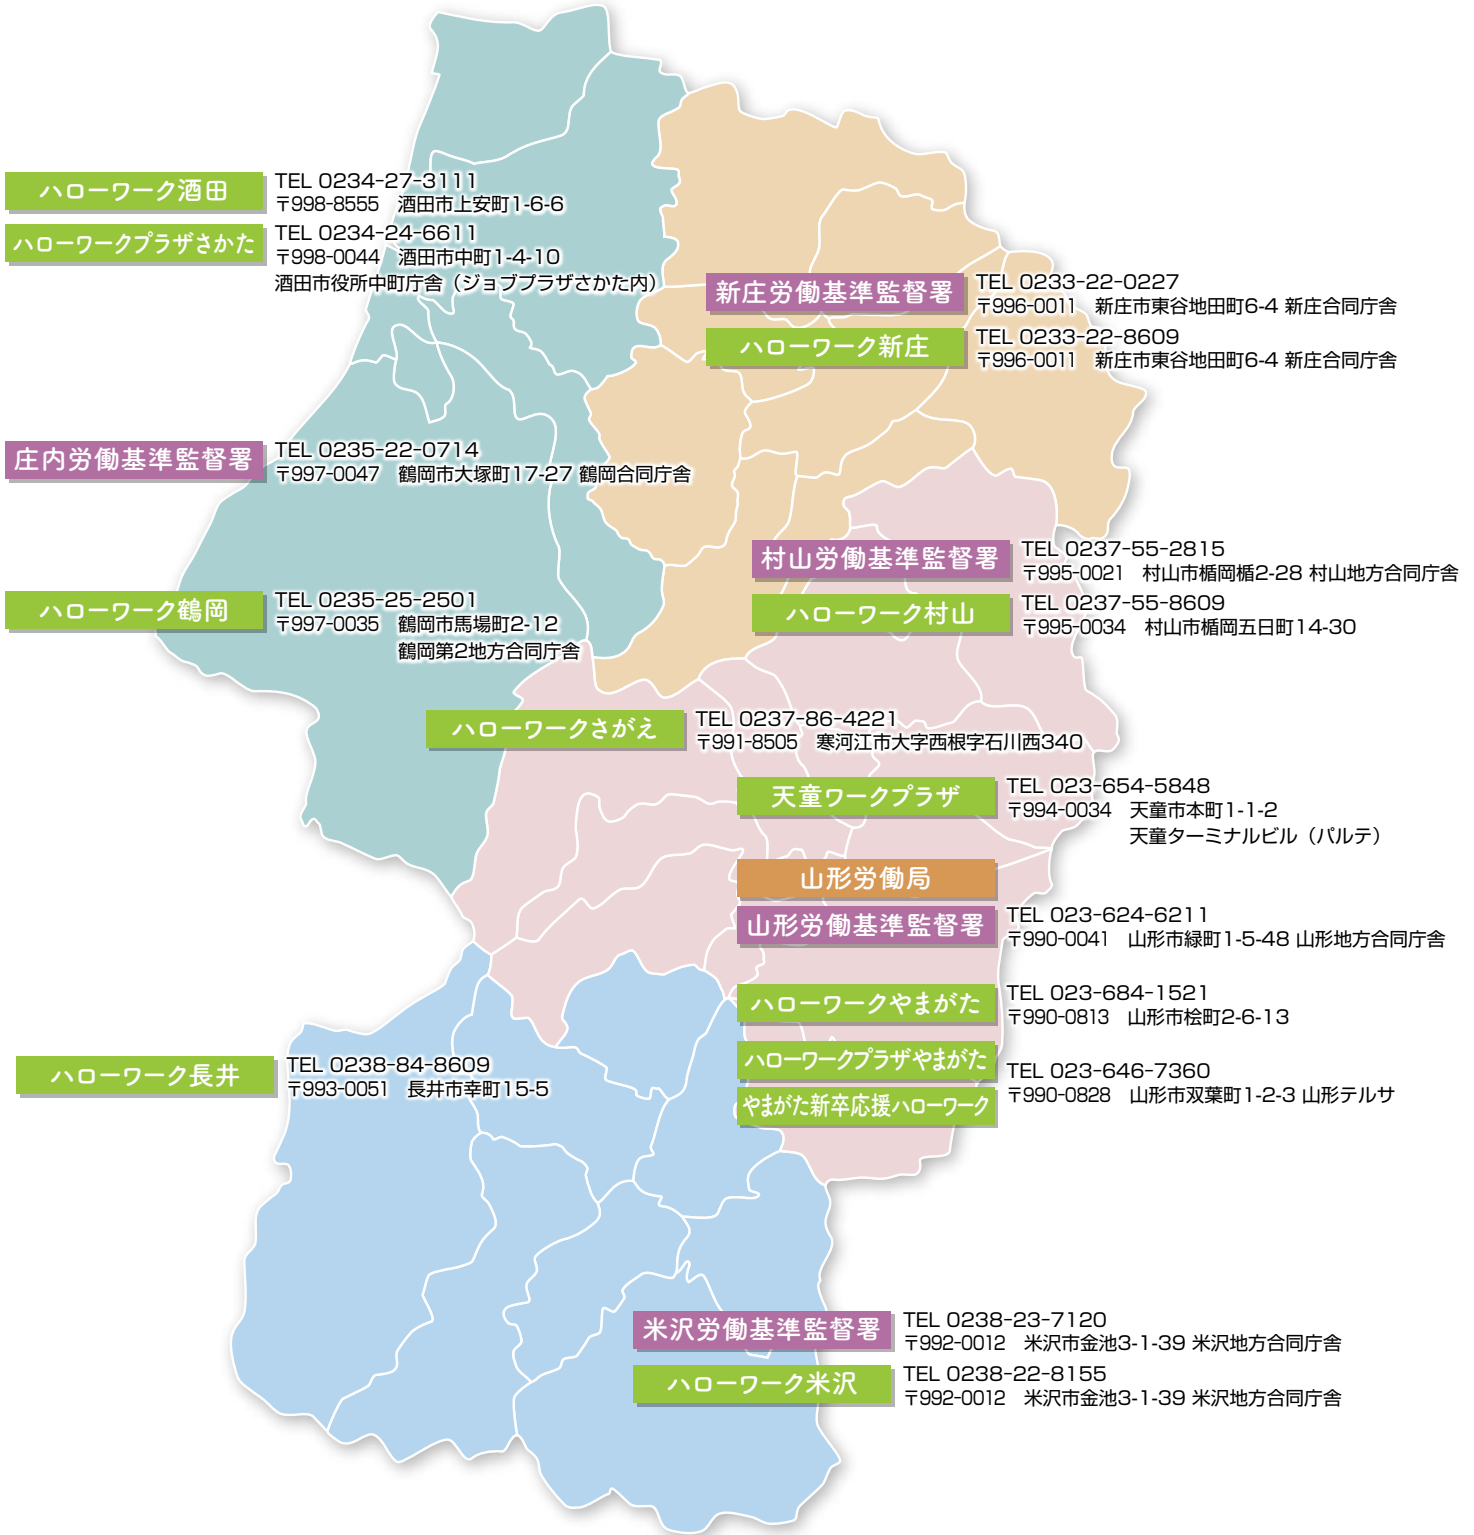 ハローワーク酒田
TEL 0234-27-3111
〒998-8555 酒田市上安町1-6-6
ハローワークプラザさかた
TEL 0234-24-6611
〒998-0044 酒田市中町1-4-10
酒田市役所中町庁舎（ジョブプラザさかた内）
新庄労働基準監督署
TEL 0233-22-0227
〒996-0011 新庄市東谷地田町6-4 新庄合同庁舎
ハローワーク新庄
TEL 0233-22-8609
〒996-0011 新庄市東谷地田町6-4 新庄合同庁舎
庄内労働基準監督署
TEL 0235-22-0714
〒997-0047 鶴岡市大塚町17-27 鶴岡合同庁舎
村山労働基準監督署
TEL 0237-55-2815
〒995-0021 村山市楯岡楯2-28 村山地方合同庁舎
ハローワーク鶴岡
TEL 0235-25-2501
〒997-0035 鶴岡市馬場町2-12
鶴岡第2地方合同庁舎
ハローワーク村山
TEL 0237-55-8609
〒995-0034 村山市楯岡五日町14-30
ハローワークさがえ
TEL 0237-86-4221
〒991-8505 寒河江市大字西根字石川西340
天童ワークプラザ
TEL 023-654-5848
〒994-0034 天童市本町1-1-2
天童ターミナルビル（パルテ）
山形労働局
山形労働基準監督署
TEL 023-624-6211
〒990-0041 山形市緑町1-5-48 山形地方合同庁舎
ハローワークやまがた
TEL 023-684-1521
〒990-0813 山形市桧町2-6-13
ハローワークプラザやまがた
やまがた新卒応援ハローワーク
TEL 023-646-7360
〒990-0828 山形市双葉町1-2-3 山形テルサ
ハローワーク長井
TEL 0238-84-8609
〒993-0051 長井市幸町15-5
米沢労働基準監督署
TEL 0238-23-7120
〒992-0012 米沢市金池3-1-39 米沢地方合同庁舎
ハローワーク米沢
TEL 0238-22-8155
〒992-0012 米沢市金池3-1-39 米沢地方合同庁舎